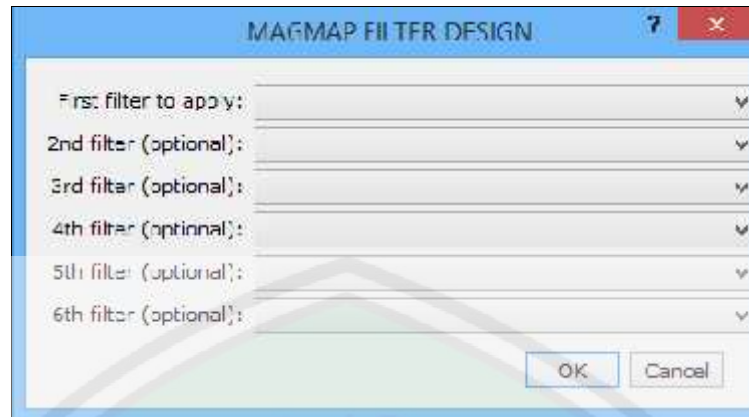 MAGMAP FILTER DESIGN ?
First filter to apply:
2nd filter (optional):
3rd filter (optional):
4th filter (optional):
5th filter (optional):
6th filter (optional):
OK Cancel